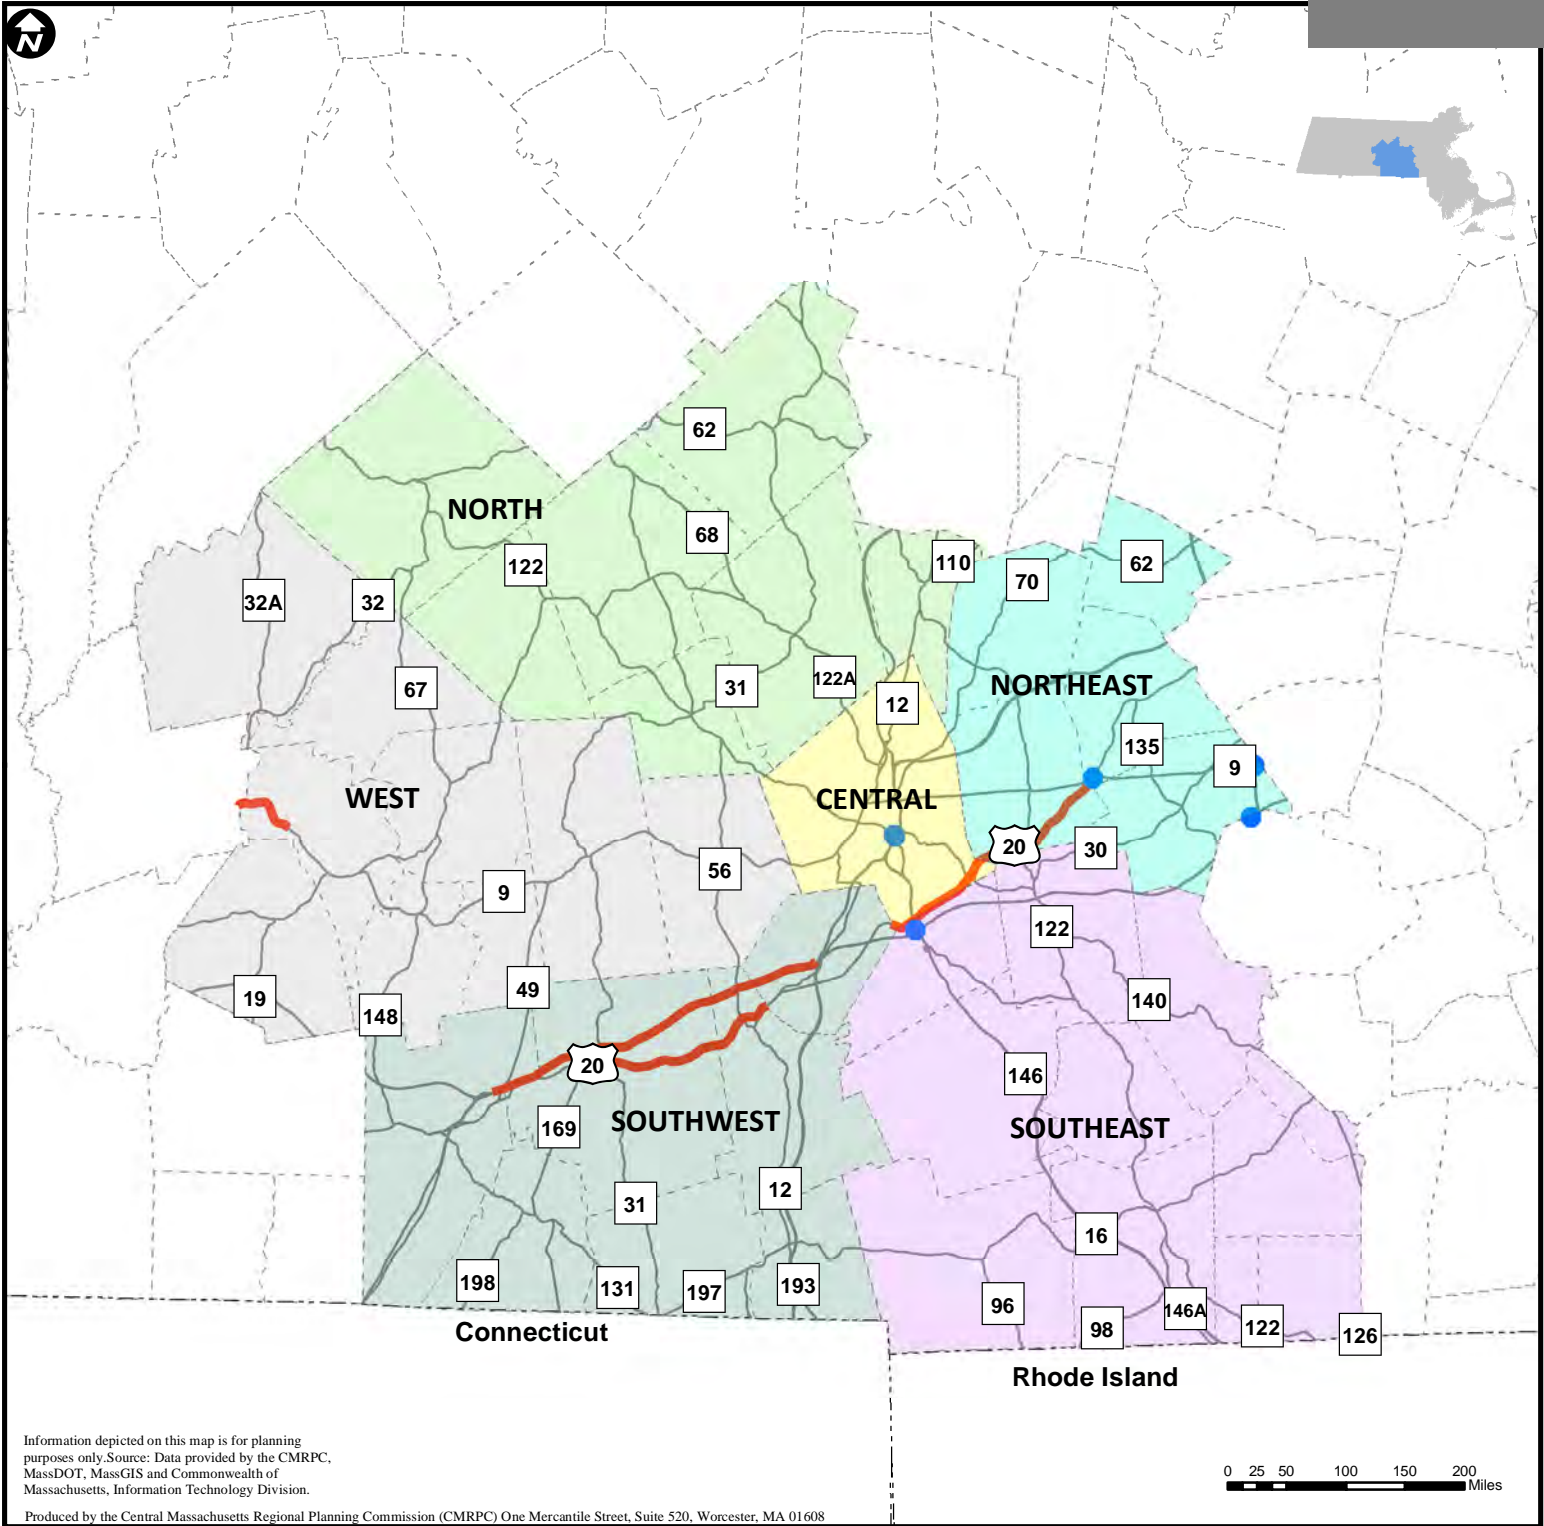 N
62
NORTH
68
122
110
62
70
32A
32
67
31
122A
12
NORTHEAST
135
9
WEST
CENTRAL
20
30
56
9
122
49
140
19
148
20
146
169
SOUTHWEST
SOUTHEAST
12
31
16
198
131
197
193
96
146A
98
122
126
Connecticut
Rhode Island
Information depicted on this map is for planning
purposes only.Source: Data provided by the CMRPC,
MassDOT, MassGIS and Commonwealth of
Massachusetts, Information Technology Division.
0 25 50 100 150 200
Miles
Produced by the Central Massachusetts Regional Planning Commission (CMRPC) One Mercantile Street, Suite 520, Worcester, MA 01608